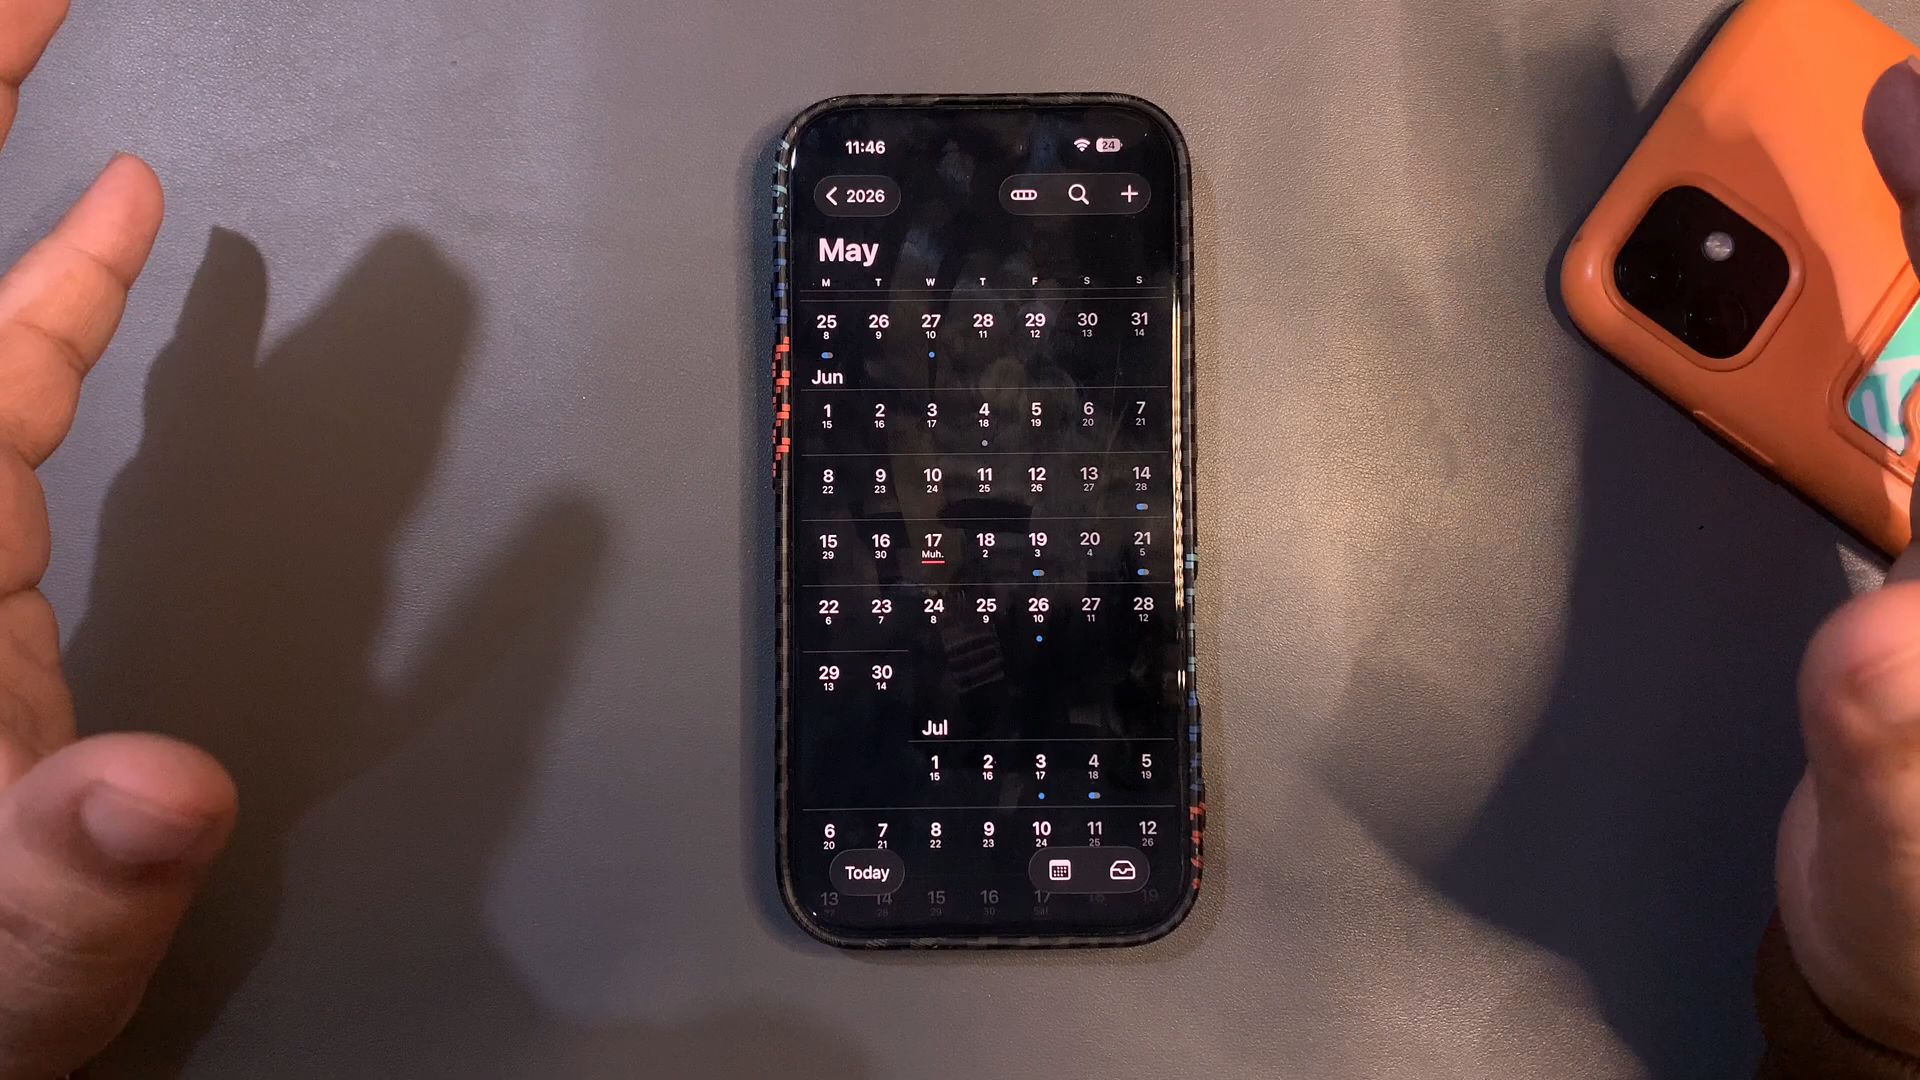 11:46 24
2026
May
M T W T F S S
25 26 27 28 29 30 31
8 9 10 11 12 13 14
Jun
1 2 3 4 5 6 7
15 16 17 18 19 20 21
8 9 10 11 12 13 14
22 23 24 25 26 27 28
15 16 17 18 19 20 21
29 30 Muh. 2 3 4 5
22 23 24 25 26 27 28
6 7 8 9 10 11 12
29 30
13 14
Jul
1 2 3 4 5
15 16 17 18 19
6 7 8 9 10 11 12
20 21 22 23 24 25 26
Today
13 14 15 16 17 18 19
28 29 30